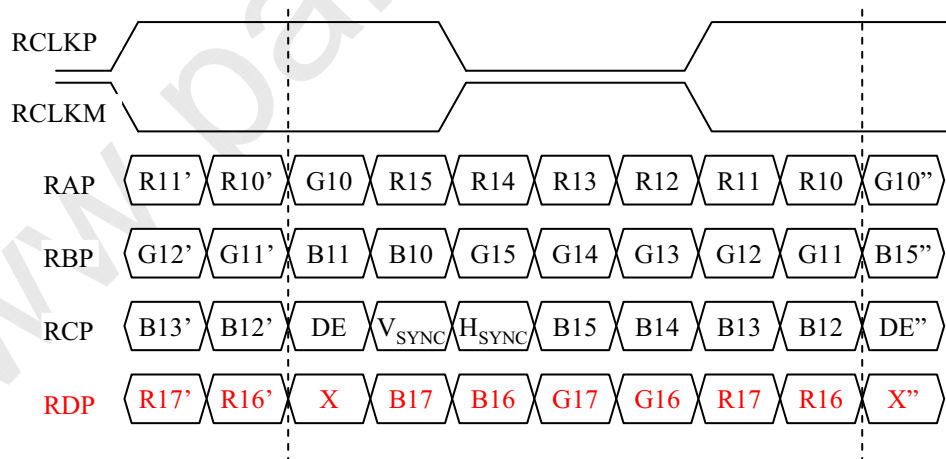 RCLKP
RCLKM
RAP R11’ R10’ G10 R15 R14 R13 R12 R11 R10 G10”
RBP G12’ G11’ B11 B10 G15 G14 G13 G12 G11 B15”
RCP B13’ B12’ DE VSYNC HSYNC B15 B14 B13 B12 DE”
RDP R17’ R16’ X B17 B16 G17 G16 R17 R16 X”